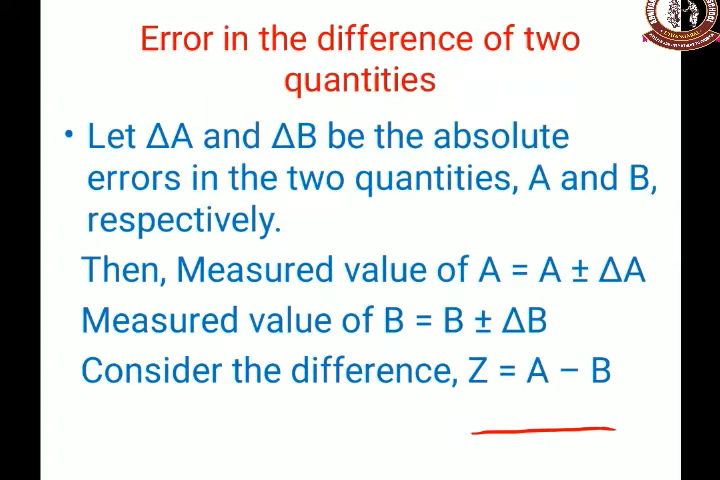 Error in the difference of two
quantities
• Let ΔA and ΔB be the absolute
errors in the two quantities, A and B,
respectively.
Then, Measured value of A = A ± ΔA
Measured value of B = B ± ΔB
Consider the difference, Z = A – B